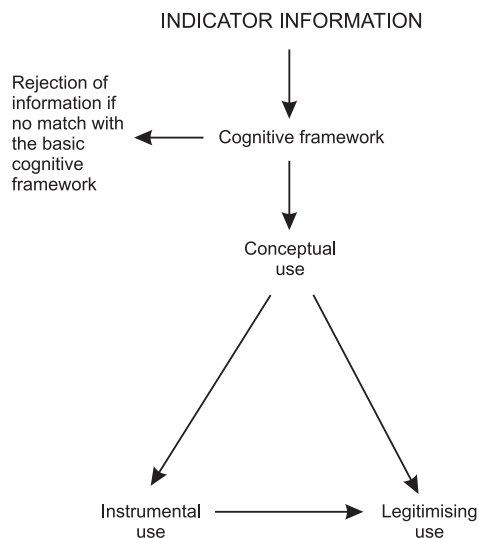 INDICATOR INFORMATION
Rejection of
information if
no match with
the basic
cognitive
framework
Cognitive framework
Conceptual
use
Instrumental
use
Legitimising
use